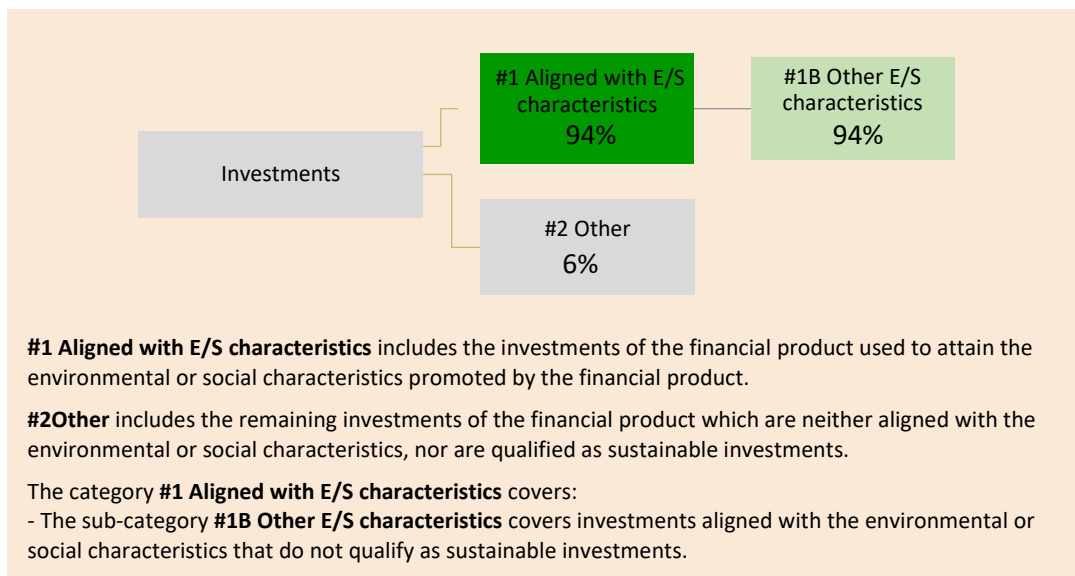 #1 Aligned with E/S
characteristics
94%
#1B Other E/S
characteristics
94%
Investments
#2 Other
6%
#1 Aligned with E/S characteristics includes the investments of the financial product used to attain the
environmental or social characteristics promoted by the financial product.
#2Other includes the remaining investments of the financial product which are neither aligned with the
environmental or social characteristics, nor are qualified as sustainable investments.
The category #1 Aligned with E/S characteristics covers:
- The sub-category #1B Other E/S characteristics covers investments aligned with the environmental or
social characteristics that do not qualify as sustainable investments.